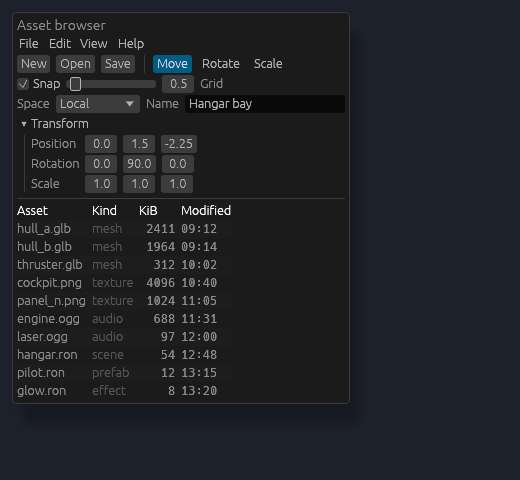 Asset browser
File Edit View Help
New Open Save Move Rotate Scale
Snap 0.5 Grid
Space Local Name Hangar bay
Transform
Position 0.0 1.5 -2.25
Rotation 0.0 90.0 0.0
Scale 1.0 1.0 1.0
Asset Kind KiB Modified
hull_a.glb mesh 2411 09:12
hull_b.glb mesh 1964 09:14
thruster.glb mesh 312 10:02
cockpit.png texture 4096 10:40
panel_n.png texture 1024 11:05
engine.ogg audio 688 11:31
laser.ogg audio 97 12:00
hangar.ron scene 54 12:48
pilot.ron prefab 12 13:15
glow.ron effect 8 13:20